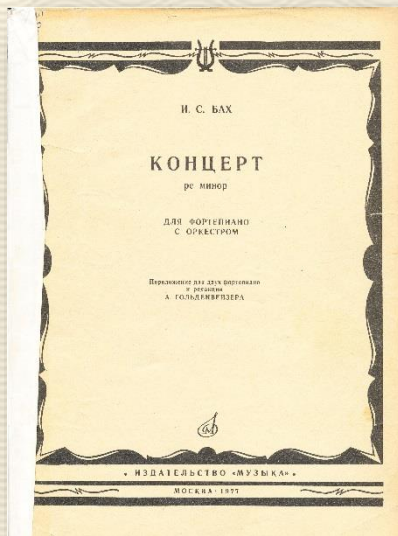 И. С. БАХ
КОНЦЕРТ
ре минор
ДЛЯ ФОРТЕПИАНО
С ОРКЕСТРОМ
Переложение для двух фортепиано
и редакция
А. ГОЛЬДЕНВЕЙЗЕРА
• ИЗДАТЕЛЬСТВО «МУЗЫКА» •
МОСКВА · 1977